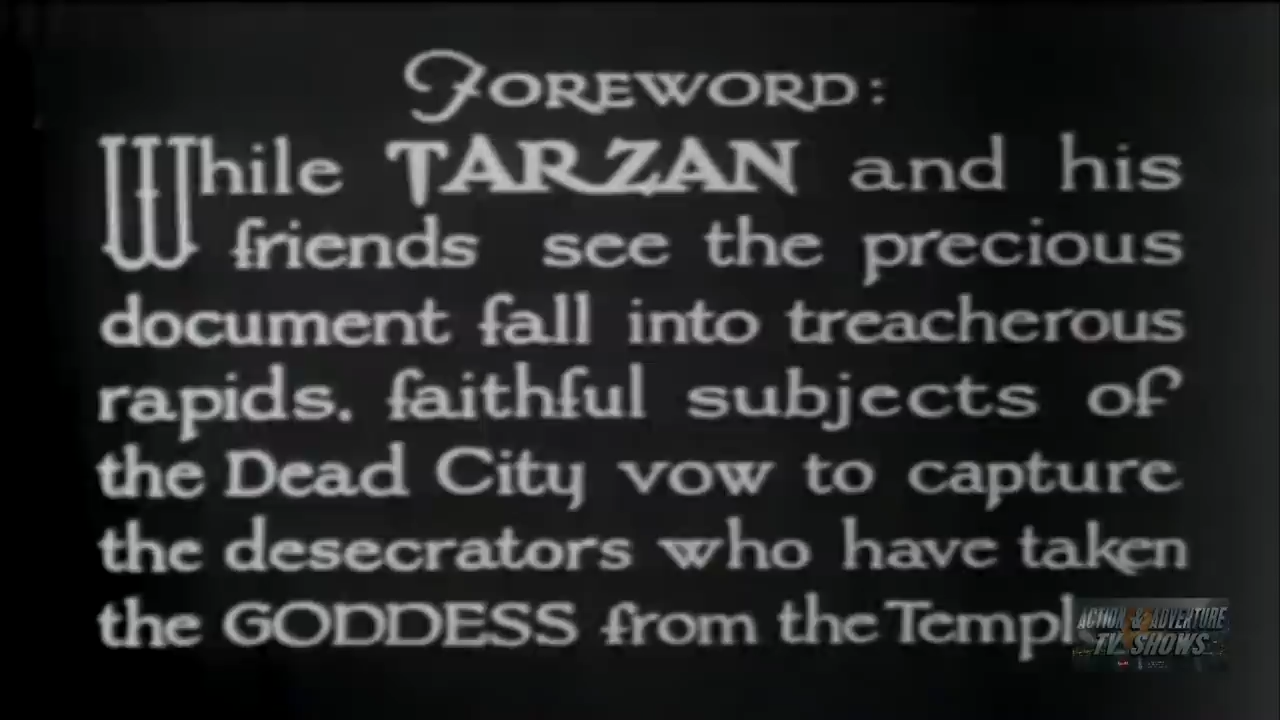 FOREWORD:
While TARZAN and his
friends see the precious
document fall into treacherous
rapids. faithful subjects of
the Dead City vow to capture
the desecrators who have taken
the GODDESS from the Templ
ACTION & ADVENTURE
TV SHOWS